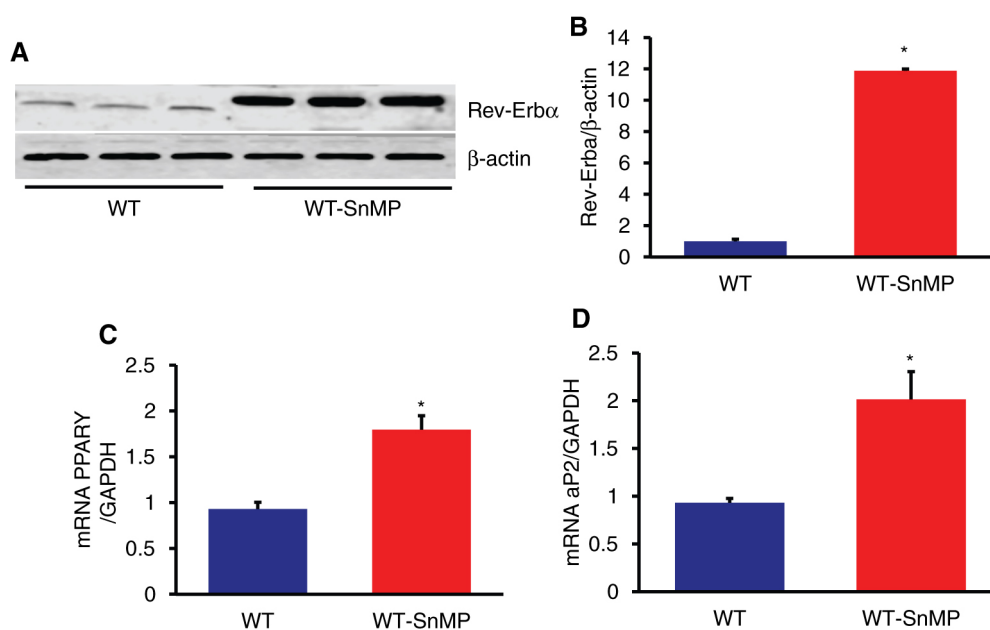 A
Rev-Erbα
β-actin
WT
WT-SnMP
B
Rev-Erba/β-actin
14
12
10
8
6
4
2
0
*
WT
WT-SnMP
C
mRNA PPARY
/GAPDH
2.5
2
1.5
1
0.5
0
*
WT
WT-SnMP
D
mRNA aP2/GAPDH
2.5
2
1.5
1
0.5
0
*
WT
WT-SnMP